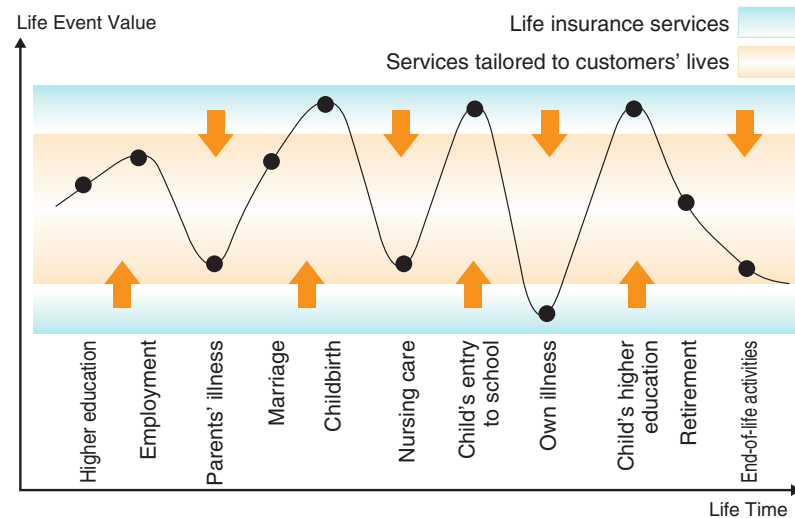 Life Event Value
Life insurance services
Services tailored to customers’ lives
Higher education
Employment
Parents’ illness
Marriage
Childbirth
Nursing care
Child’s entry
to school
Own illness
Child’s higher
education
Retirement
End-of-life activities
Life Time